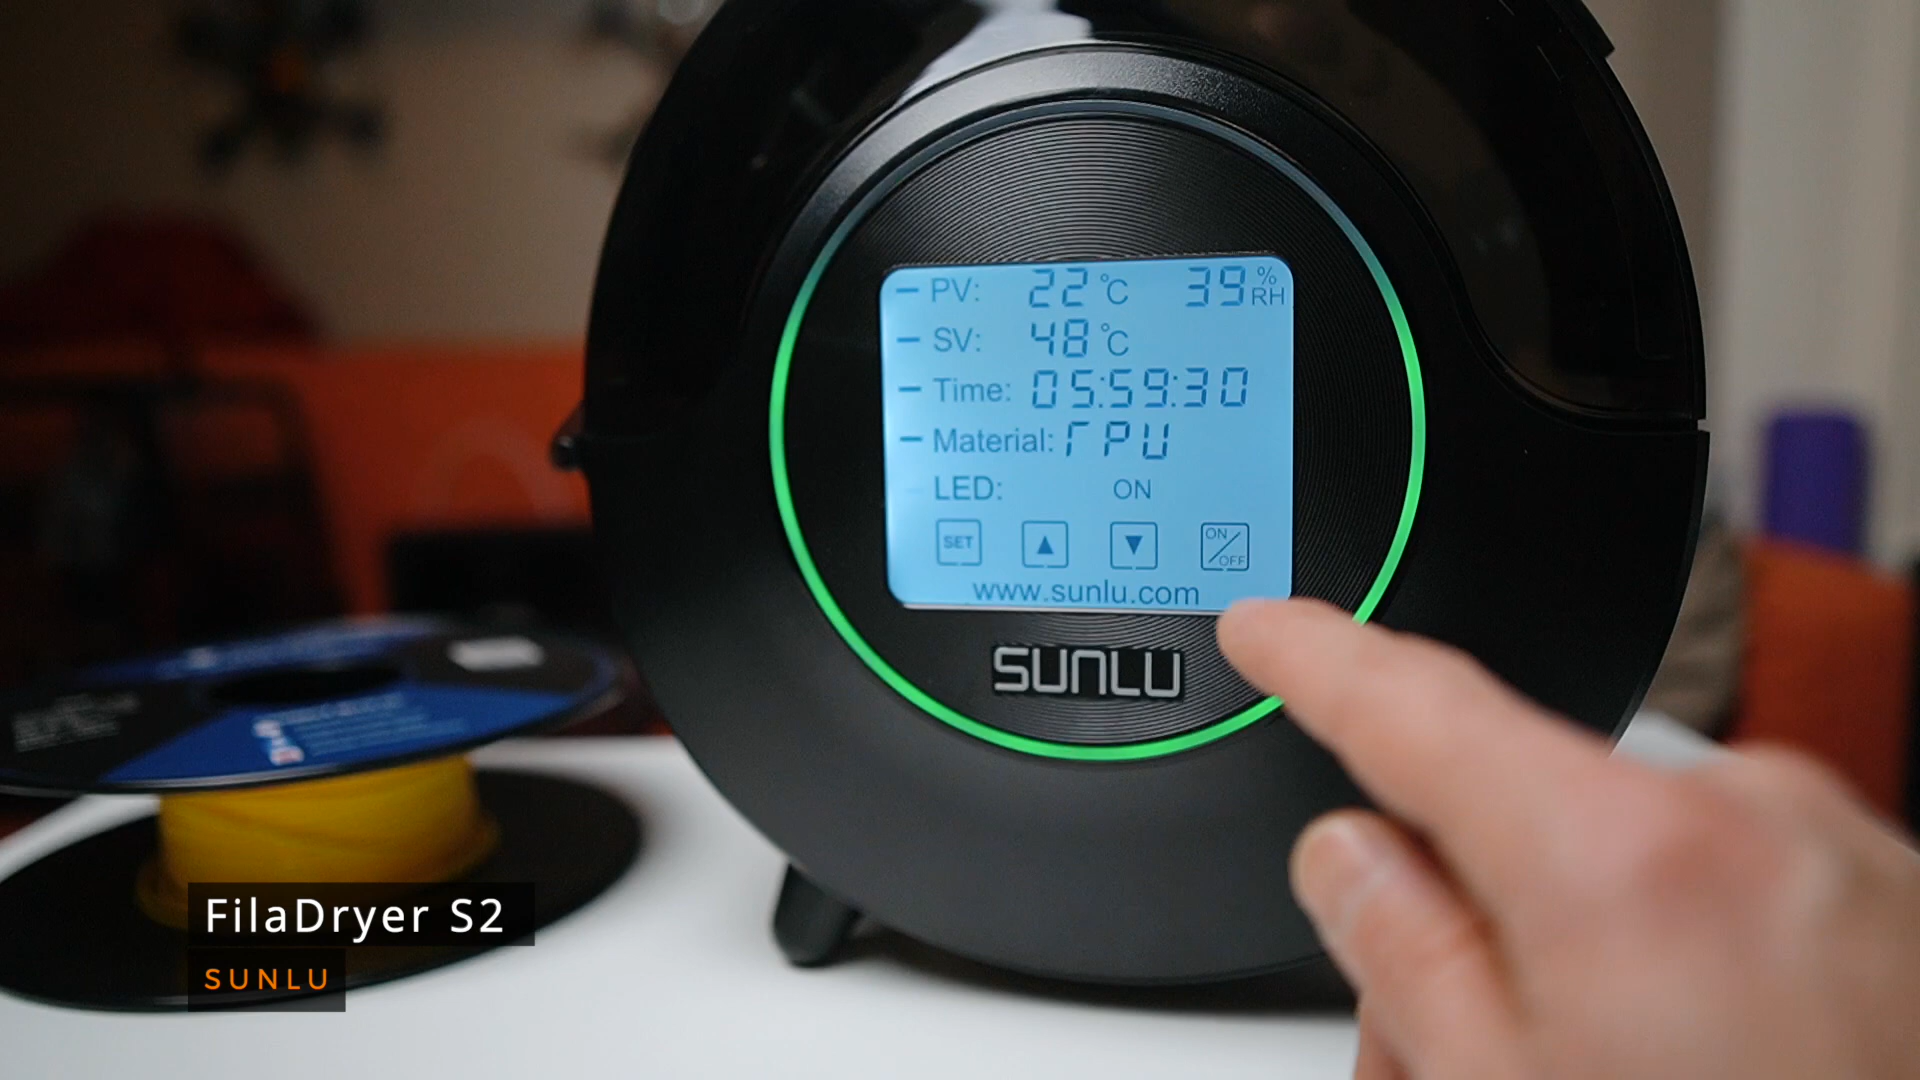 PV: 22 °C 39 % RH
SV: 48 °C
Time: 05:59:30
Material: TPU
LED: ON
SET ▲ ▼ ON/OFF
www.sunlu.com
SUNLU
FilaDryer S2
SUNLU